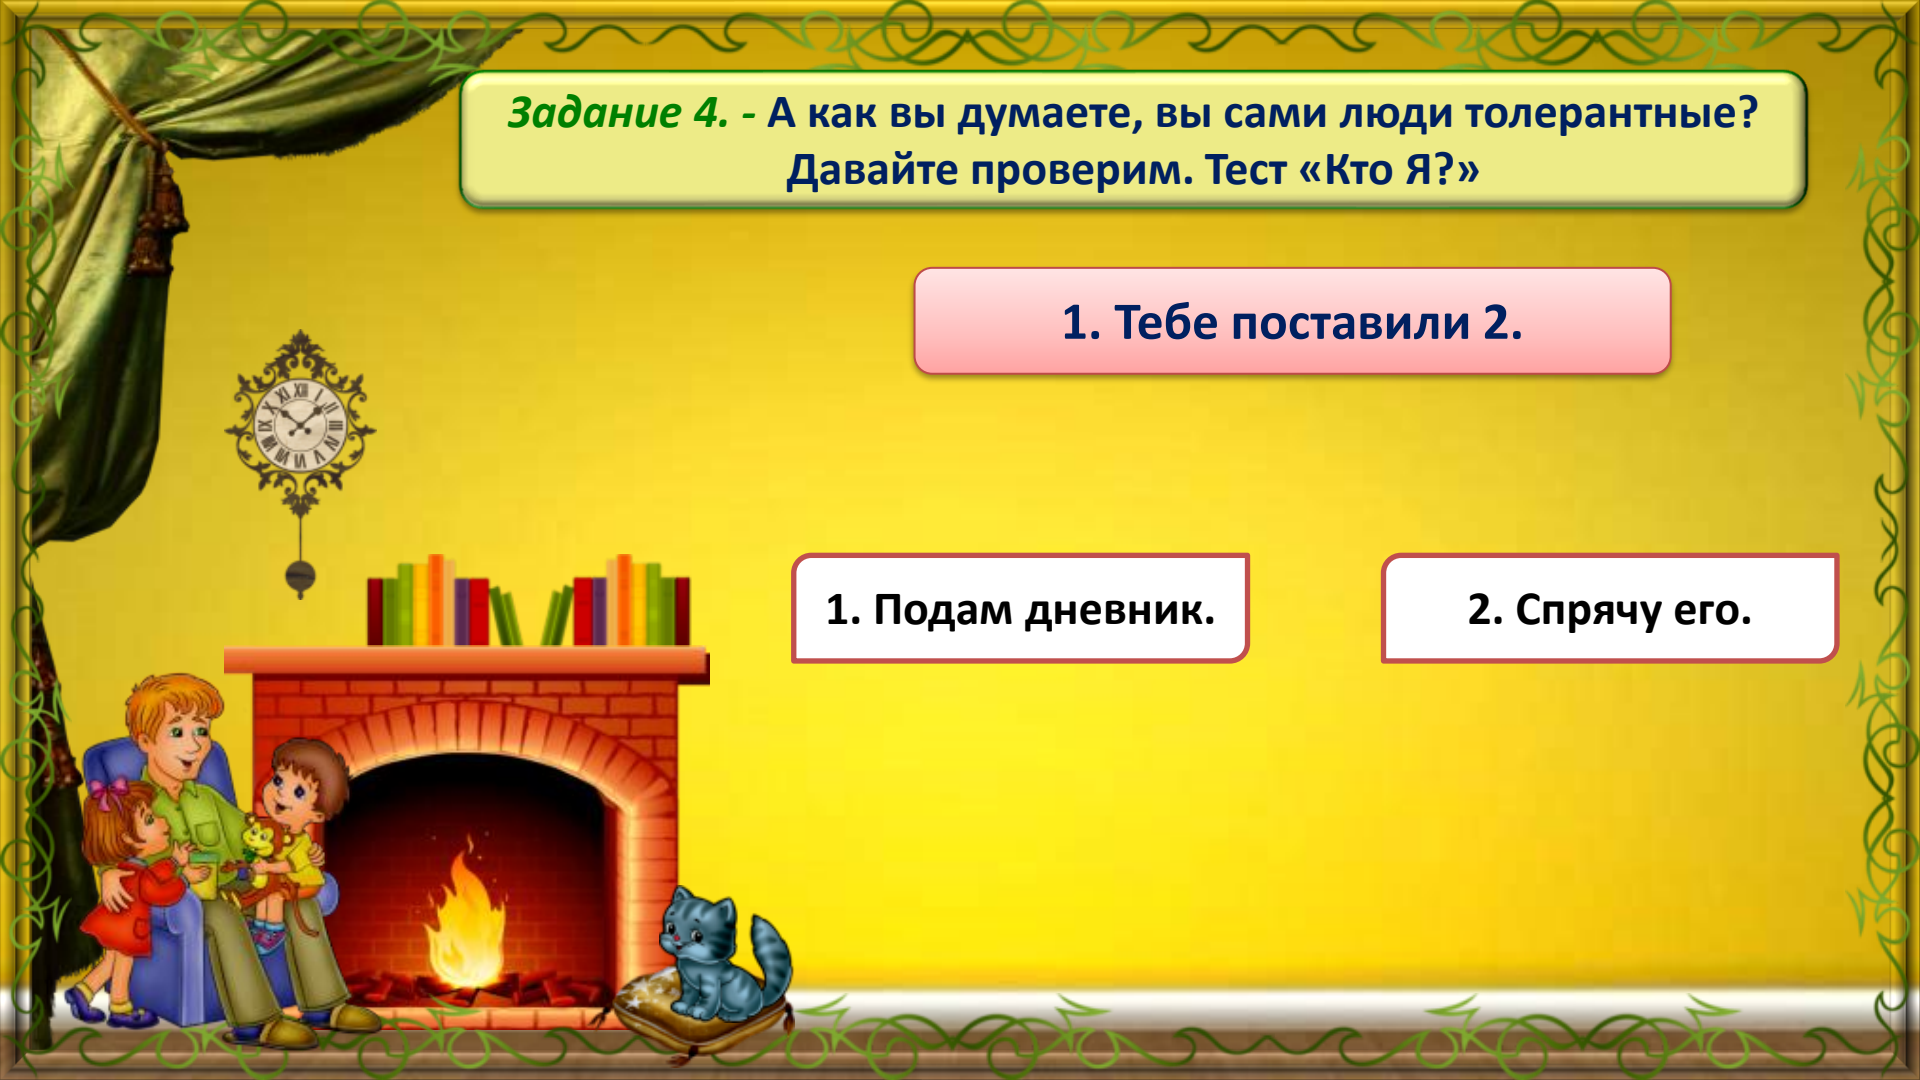 Задание 4. - А как вы думаете, вы сами люди толерантные?
Давайте проверим. Тест «Кто Я?»
1. Тебе поставили 2.
1. Подам дневник.
2. Спрячу его.